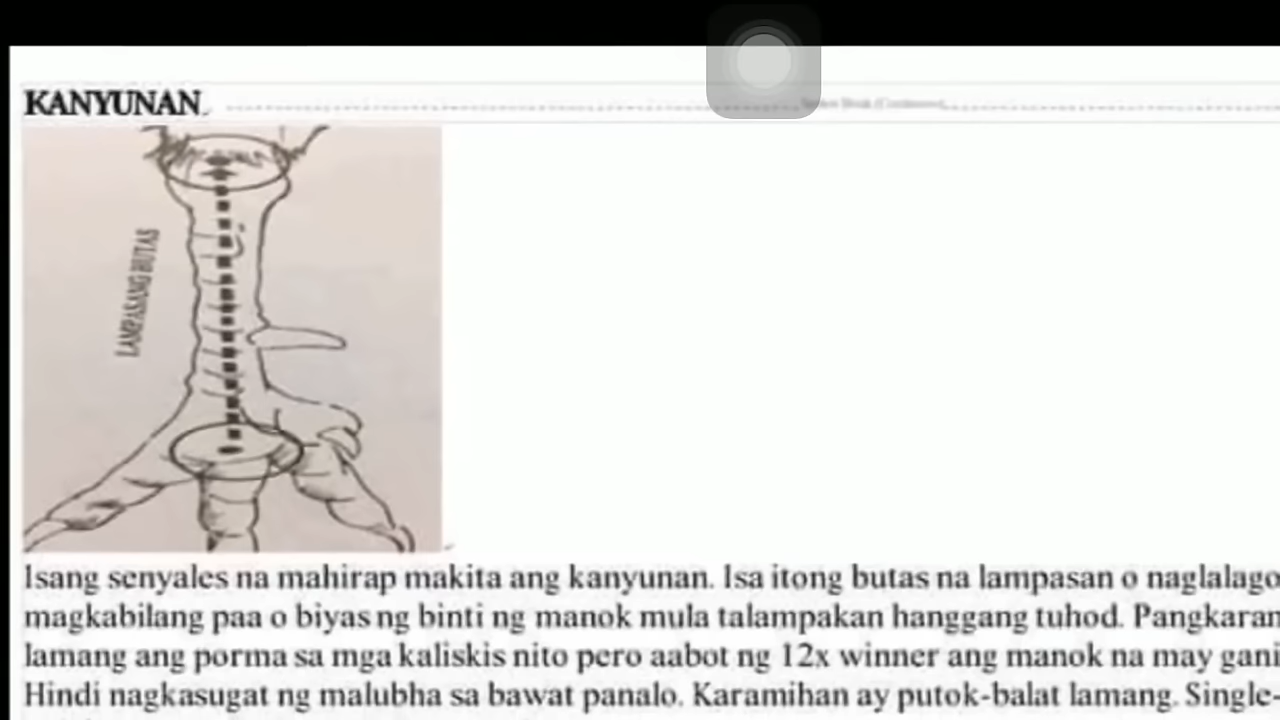 KANYUNAN
LAMPASANG BUTAS
Isang senyales na mahirap makita ang kanyunan. Isa itong butas na lampasan o naglalago
magkabilang paa o biyas ng binti ng manok mula talampakan hanggang tuhod. Pangkaran
lamang ang porma sa mga kaliskis nito pero aabot ng 12x winner ang manok na may gani
Hindi nagkasugat ng malubha sa bawat panalo. Karamihan ay putok-balat lamang. Single-